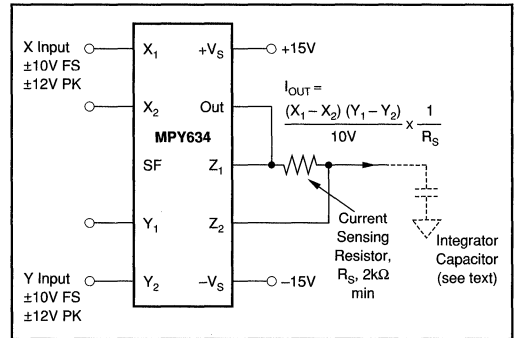 X Input
±10V FS
±12V PK
X1
+VS
+15V
X2
Out
IOUT =
(X1 – X2) (Y1 – Y2)
10V
x
1
RS
MPY634
SF
Z1
Y1
Z2
Current
Sensing
Resistor,
RS, 2kΩ
min
Integrator
Capacitor
(see text)
Y Input
±10V FS
±12V PK
Y2
–VS
–15V